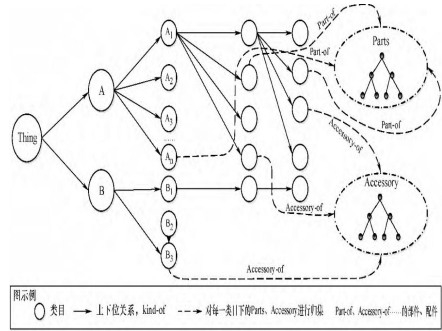 Thing
A
B
A1
A2
A3
......
An
B1
B2
B3
Part-of
Part-of
Part-of
Parts
Accessory-of
Accessory
Accessory-of
Accessory-of
图示例
类目
上下位关系，kind-of
对每一类目下的Parts、Accessory进行归集
Part-of、Accessory-of……的部件、配件